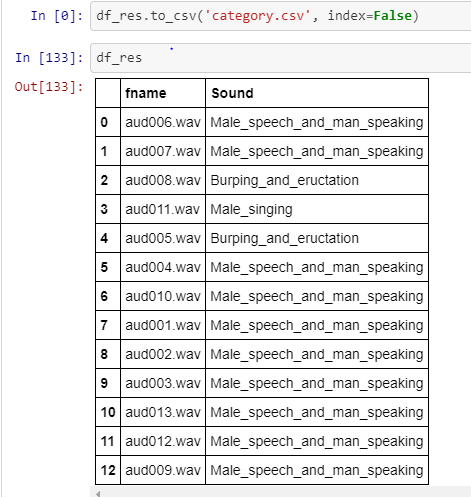 In [0]: df_res.to_csv('category.csv', index=False)
In [133]: df_res
Out[133]:
fname Sound
0 aud006.wav Male_speech_and_man_speaking
1 aud007.wav Male_speech_and_man_speaking
2 aud008.wav Burping_and_eructation
3 aud011.wav Male_singing
4 aud005.wav Burping_and_eructation
5 aud004.wav Male_speech_and_man_speaking
6 aud010.wav Male_speech_and_man_speaking
7 aud001.wav Male_speech_and_man_speaking
8 aud002.wav Male_speech_and_man_speaking
9 aud003.wav Male_speech_and_man_speaking
10 aud013.wav Male_speech_and_man_speaking
11 aud012.wav Male_speech_and_man_speaking
12 aud009.wav Male_speech_and_man_speaking